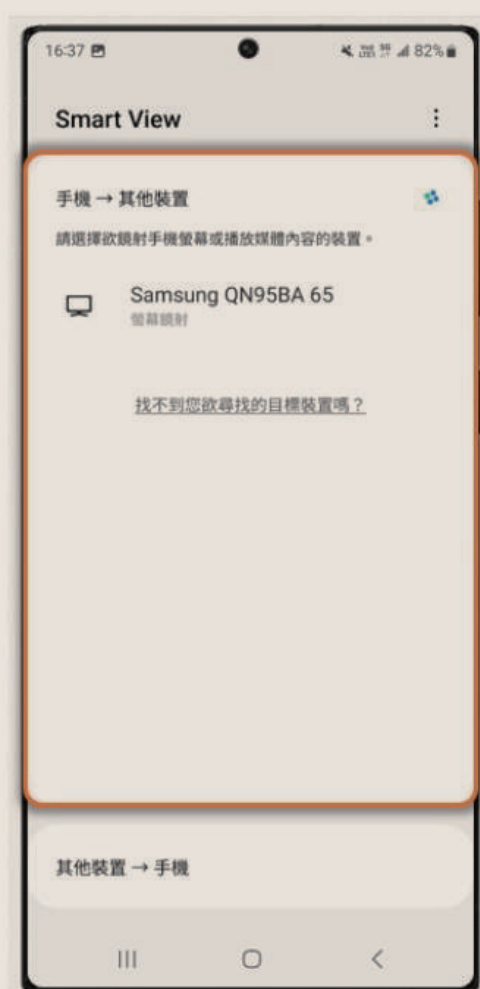 16:37
82%
Smart View
手機 → 其他裝置
請選擇欲鏡射手機螢幕或播放媒體內容的裝置。
Samsung QN95BA 65
螢幕鏡射
找不到您欲尋找的目標裝置嗎？
其他裝置 → 手機